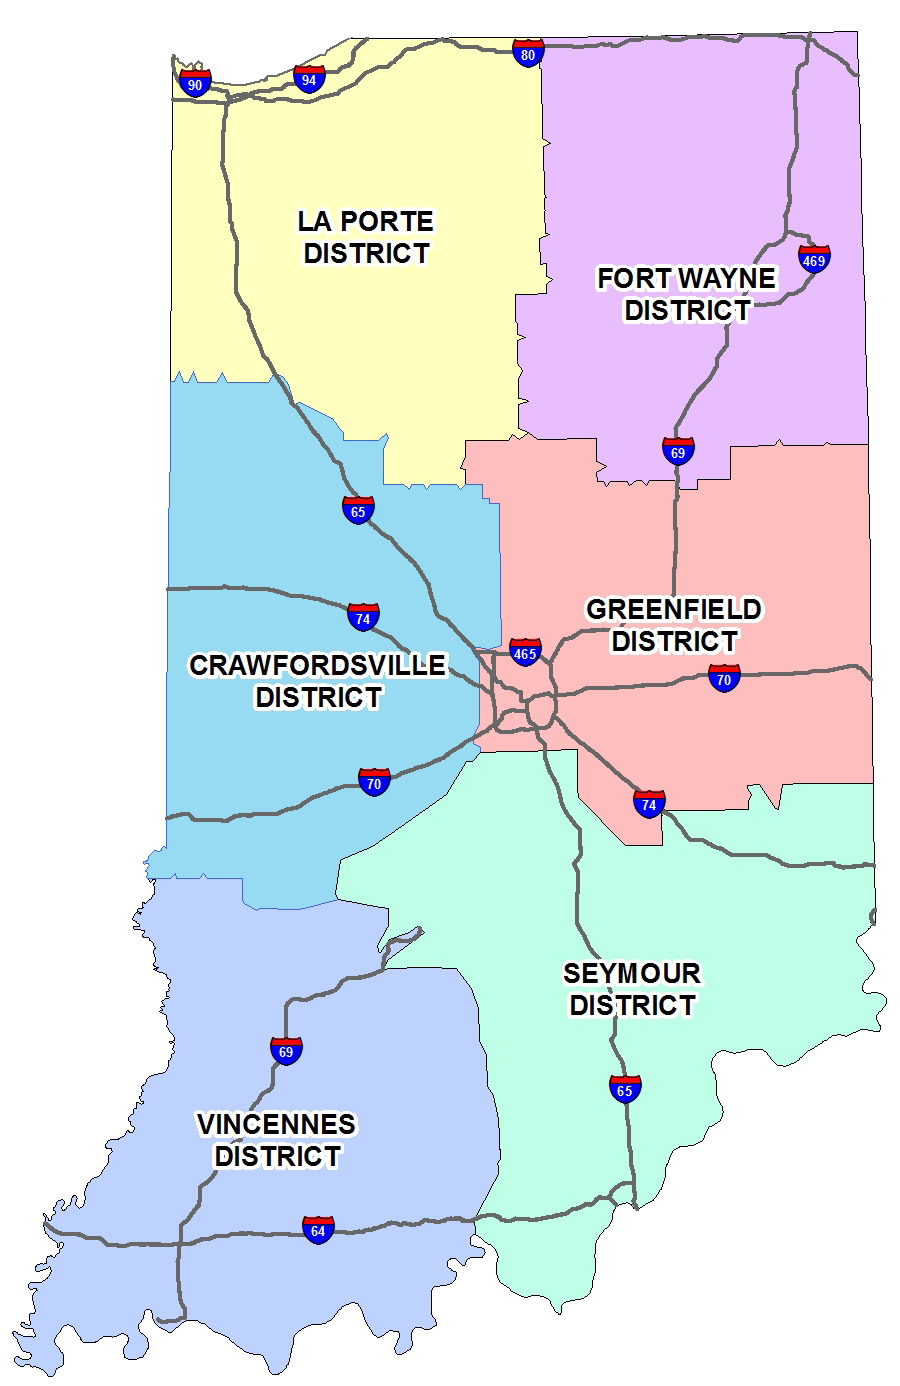 80
94
90
LA PORTE
DISTRICT
469
FORT WAYNE
DISTRICT
69
65
GREENFIELD
DISTRICT
74
465
CRAWFORDSVILLE
DISTRICT
70
70
74
SEYMOUR
DISTRICT
69
65
VINCENNES
DISTRICT
64